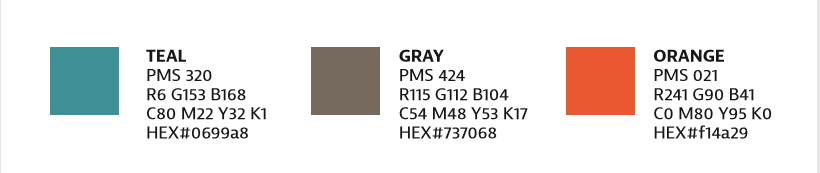 TEAL
PMS 320
R6 G153 B168
C80 M22 Y32 K1
HEX#0699a8
GRAY
PMS 424
R115 G112 B104
C54 M48 Y53 K17
HEX#737068
ORANGE
PMS 021
R241 G90 B41
C0 M80 Y95 K0
HEX#f14a29